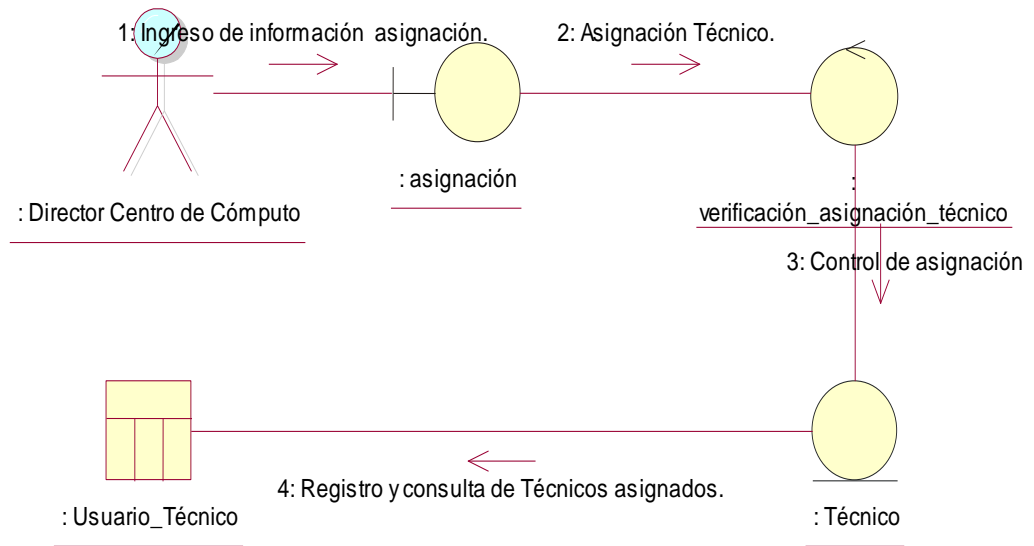 1: Ingreso de información asignación.
2: Asignación Técnico.
: asignación
: Director Centro de Cómputo
:
verificación_asignación_técnico
3: Control de asignación
4: Registro y consulta de Técnicos asignados.
: Usuario_Técnico
: Técnico